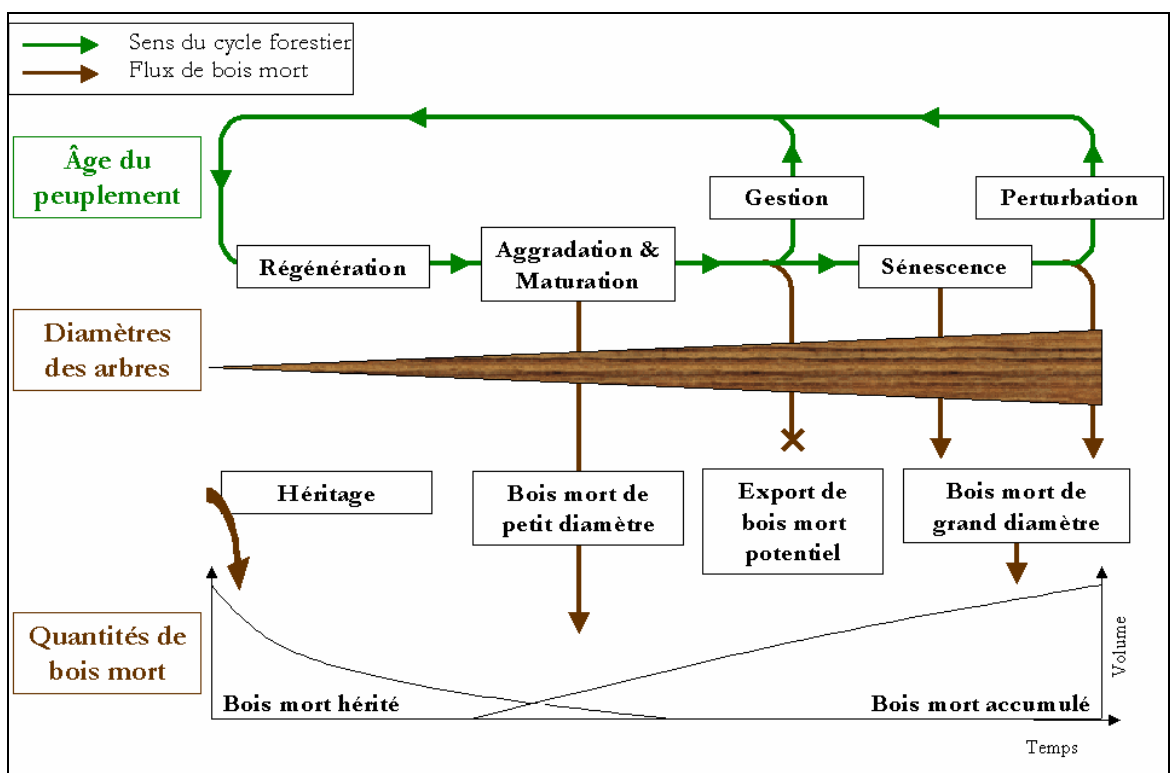 Sens du cycle forestier
Flux de bois mort
Âge du
peuplement
Gestion
Perturbation
Régénération
Aggradation &
Maturation
Sénescence
Diamètres
des arbres
Héritage
Bois mort de
petit diamètre
Export de
bois mort
potentiel
Bois mort de
grand diamètre
Quantités de
bois mort
Volume
Bois mort hérité
Bois mort accumulé
Temps